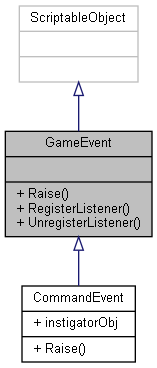 ScriptableObject
GameEvent
+ Raise()
+ RegisterListener()
+ UnregisterListener()
CommandEvent
+ instigatorObj
+ Raise()